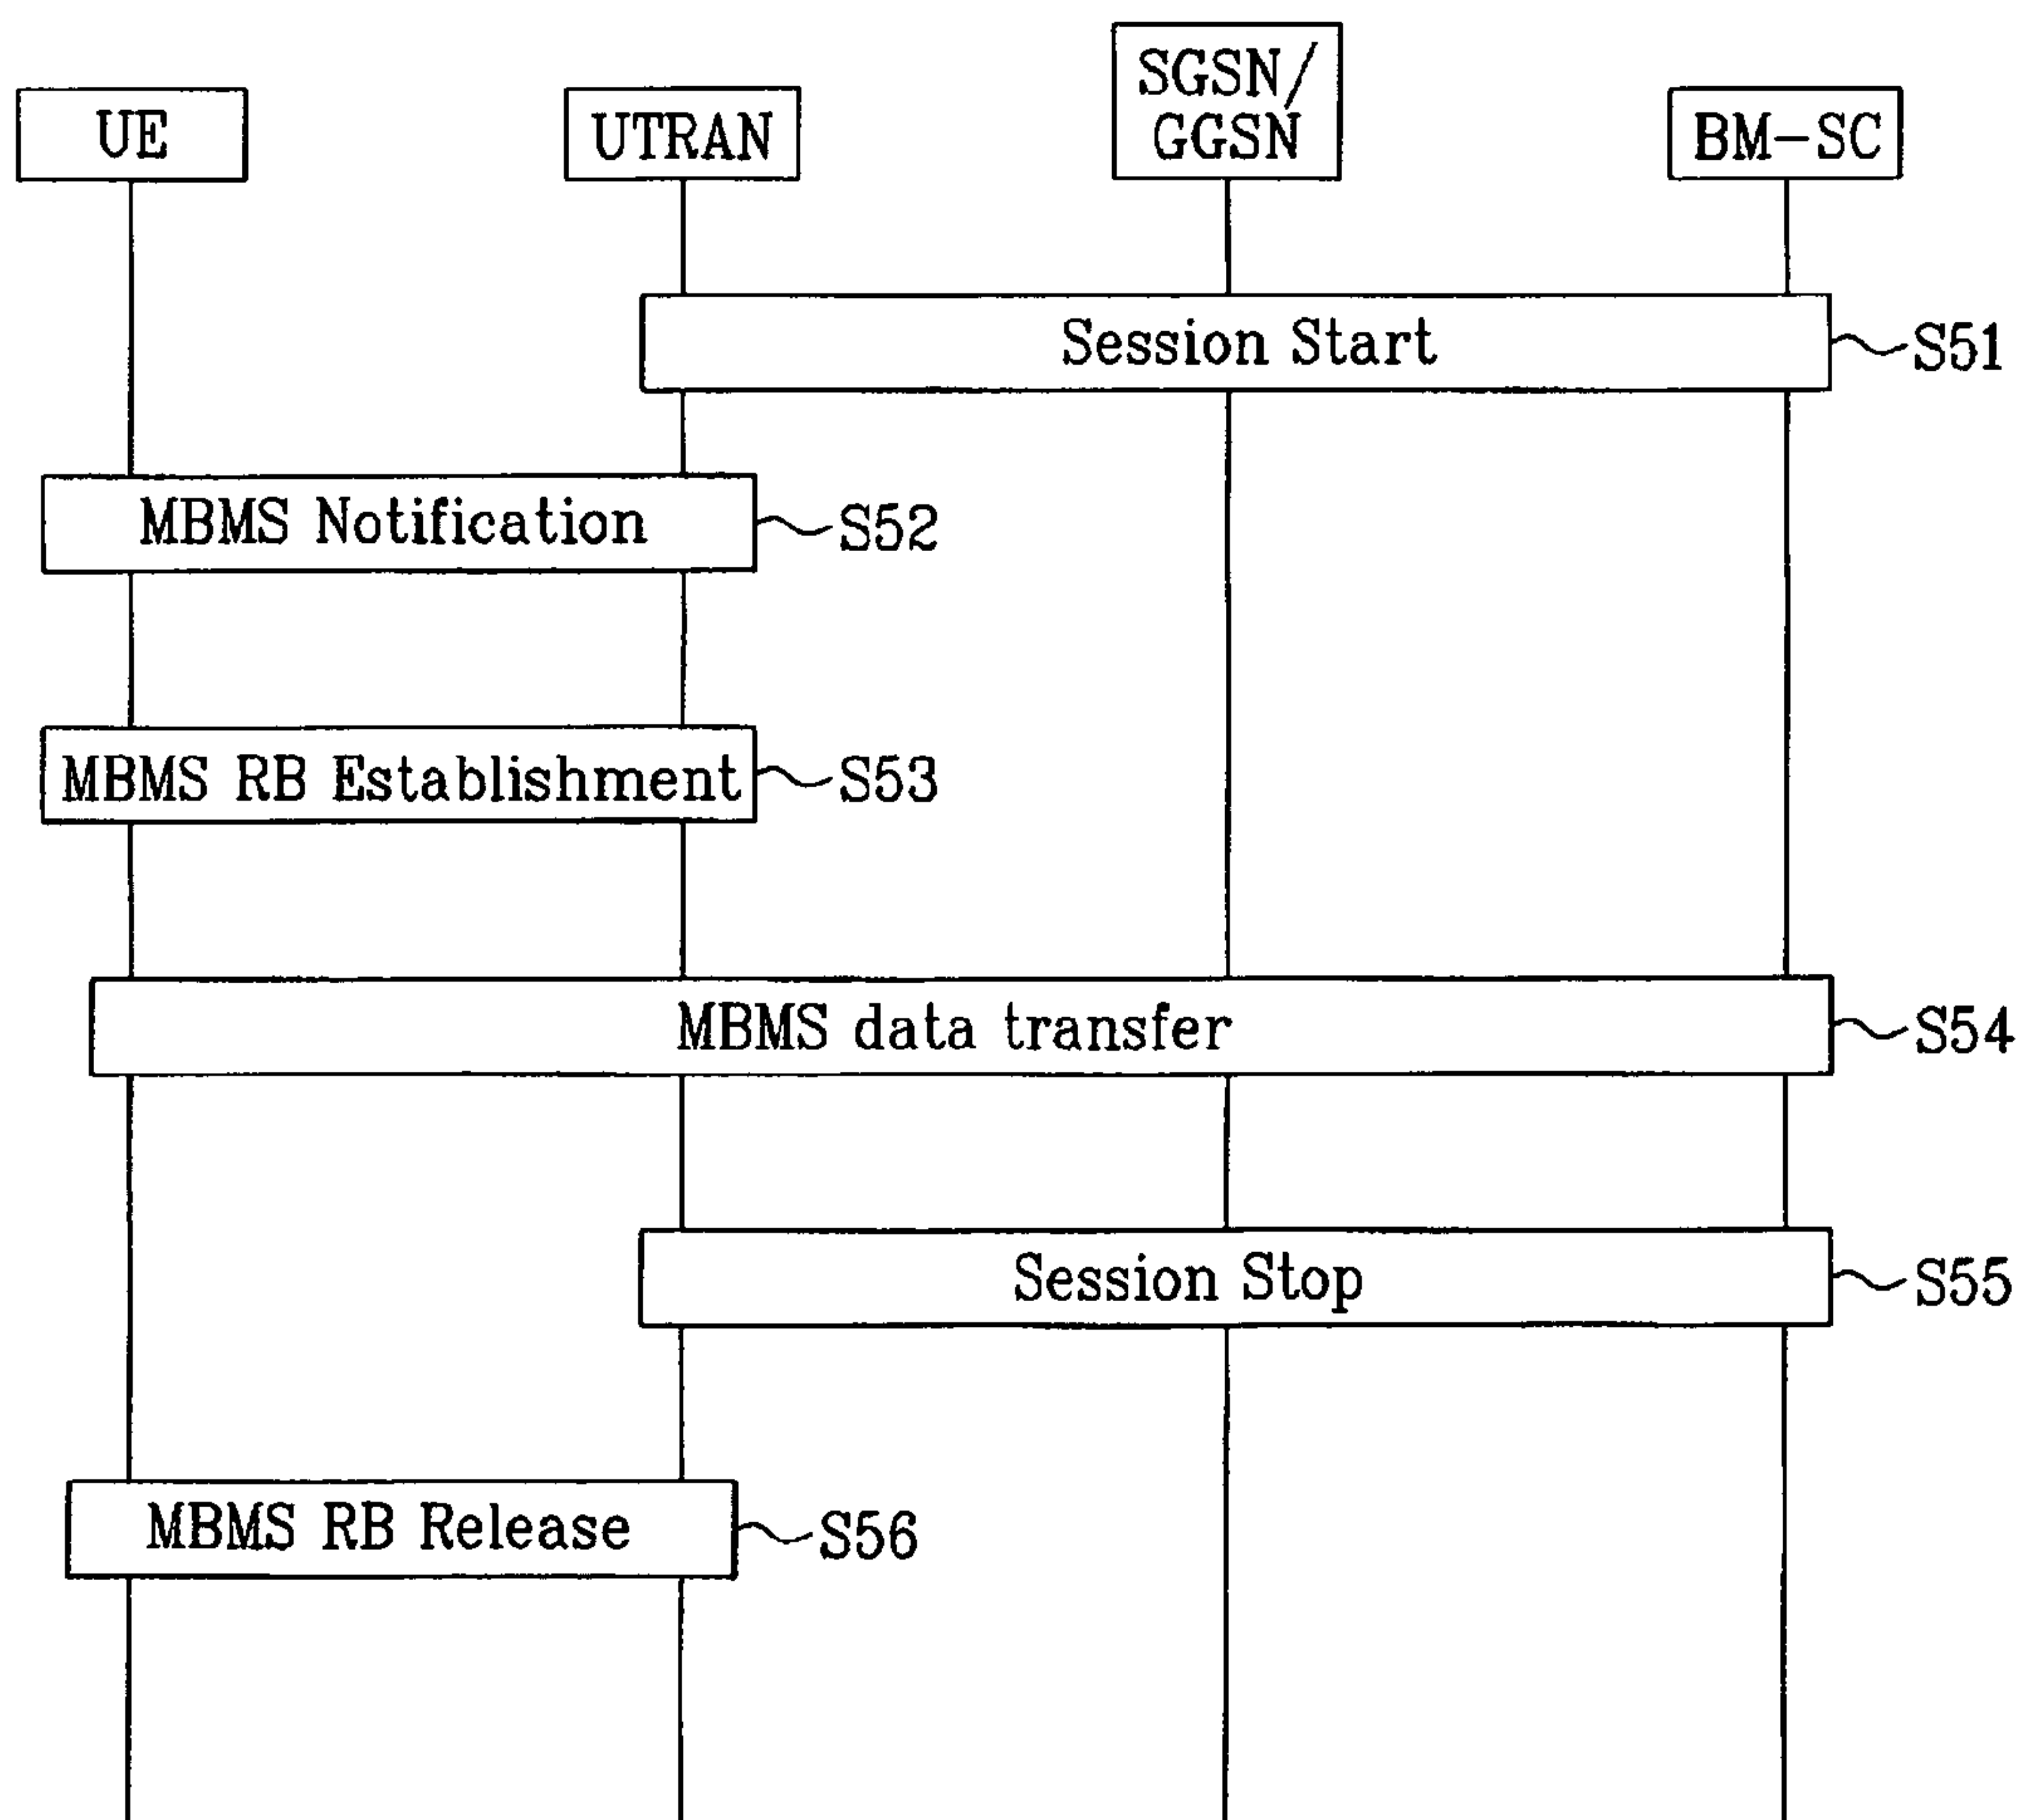 UE
UTRAN
SGSN/
GGSN
BM-SC
Session Start
S51
MBMS Notification
S52
MBMS RB Establishment
S53
MBMS data transfer
S54
Session Stop
S55
MBMS RB Release
S56